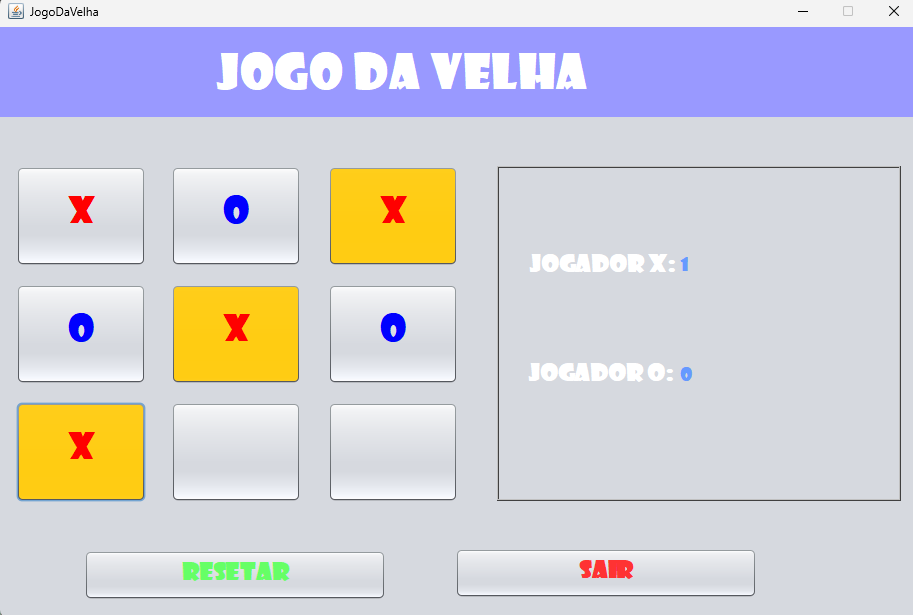 JogoDaVelha
JOGO DA VELHA
X O X
O X O
X
JOGADOR X: 1
JOGADOR O: 0
RESETAR
SAIR